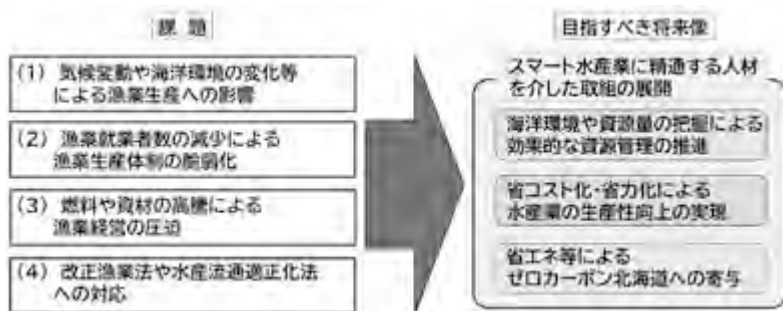 課 題
(1) 気候変動や海洋環境の変化等
による漁業生産への影響
(2) 漁業就業者数の減少による
漁業生産体制の脆弱化
(3) 燃料や資材の高騰による
漁業経営の圧迫
(4) 改正漁業法や水産流通適正化法
への対応
目指すべき将来像
スマート水産業に精通する人材
を介した取組の展開
海洋環境や資源量の把握による
効果的な資源管理の推進
省コスト化・省力化による
水産業の生産性向上の実現
省エネ等による
ゼロカーボン北海道への寄与